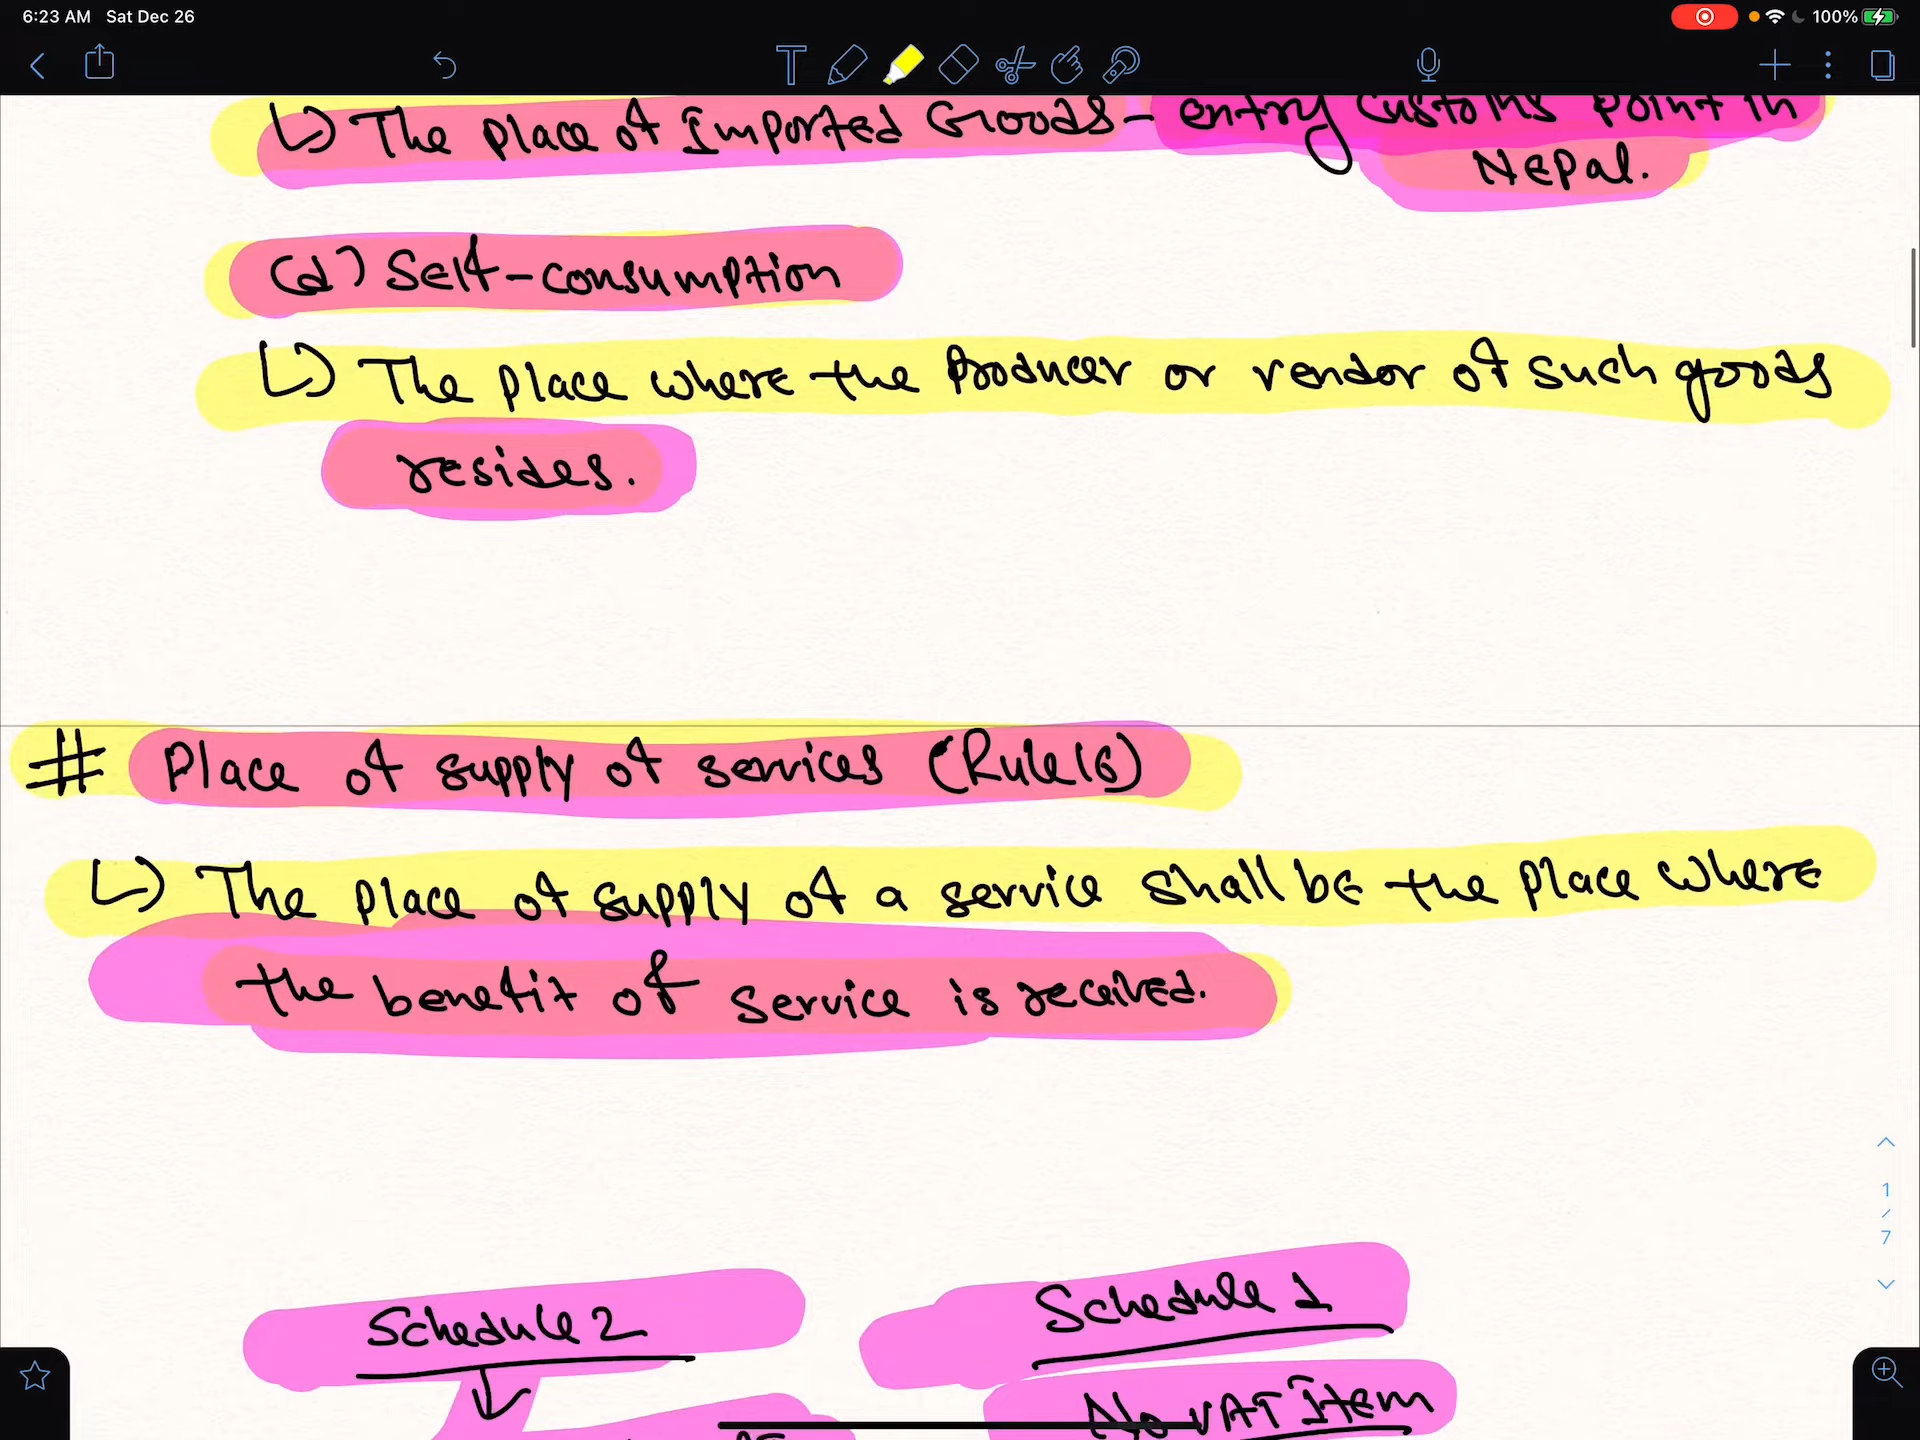 6:23 AM Sat Dec 26
100%
The place of Imported Goods - entry customs point in
Nepal.
(d) Self-consumption
The place where the Producer or vendor of such goods
resides.
# Place of supply of services (Rule 16)
The place of supply of a service shall be the place where
the benefit of service is received.
1
/
7
Schedule 2
Schedule 1
No VAT Item